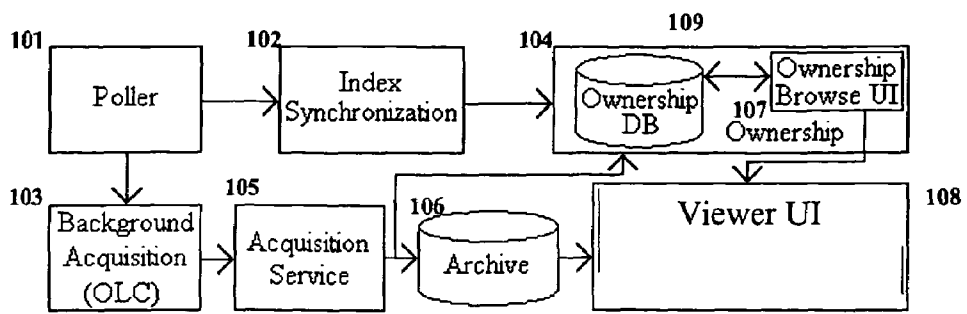 101
Poller
102
Index
Synchronization
104
109
Ownership
DB
107
Ownership
Ownership
Browse UI
103
Background
Acquisition
(OLC)
105
Acquisition
Service
106
Archive
Viewer UI
108